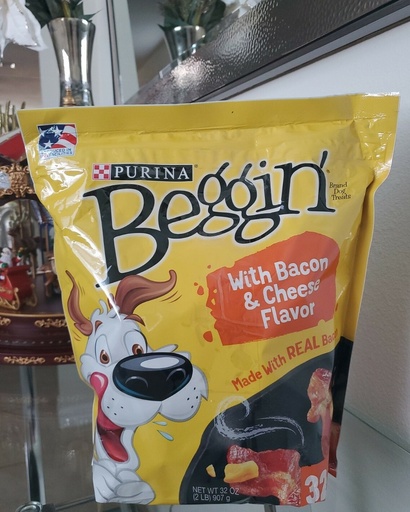 PURINA
Beggin'
Brand
Dog
Treats
With Bacon
& Cheese
Flavor
Made With REAL
NET WT 32 OZ
(2 LB) 907 g
32